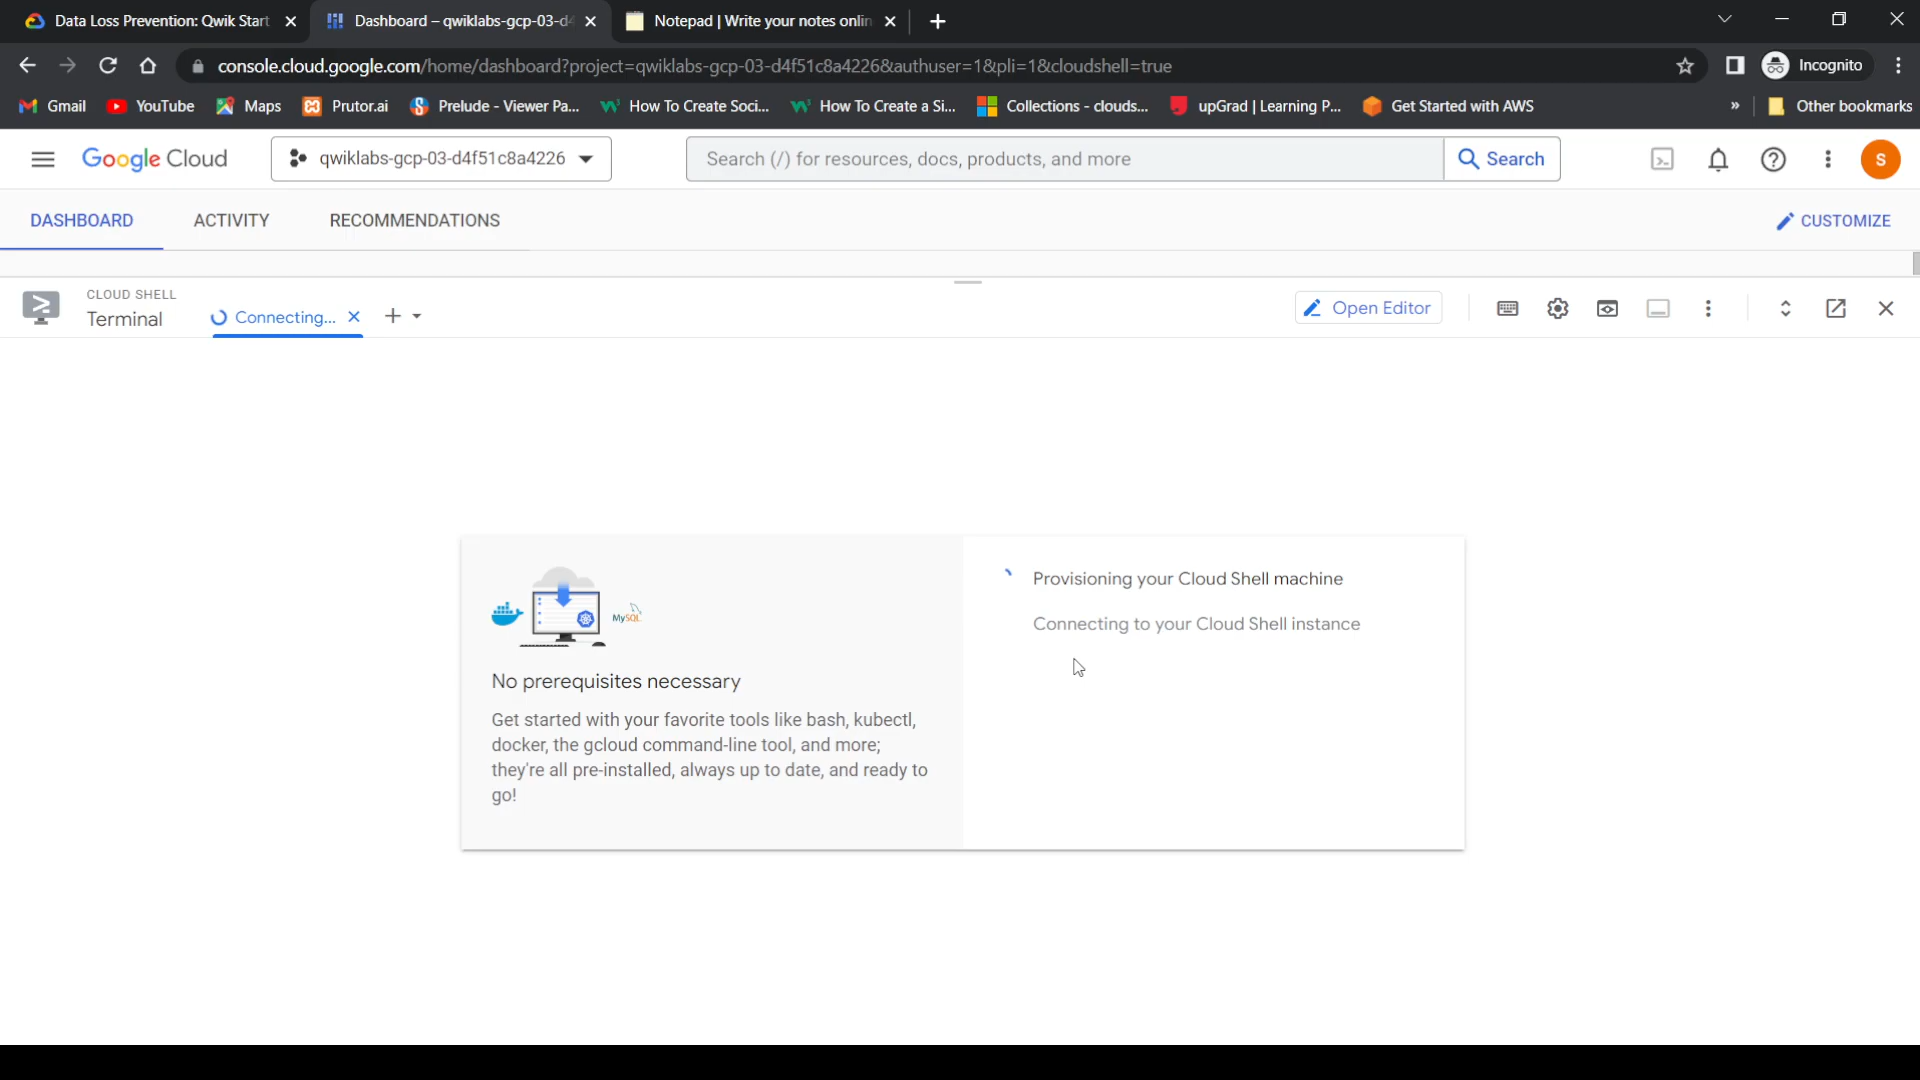 Data Loss Prevention: Qwik Start
Dashboard – qwiklabs-gcp-03-d4
Notepad | Write your notes onlin
console.cloud.google.com/home/dashboard?project=qwiklabs-gcp-03-d4f51c8a4226&authuser=1&pli=1&cloudshell=true
Incognito
Gmail
YouTube
Maps
Prutor.ai
Prelude - Viewer Pa...
How To Create Soci...
How To Create a Si...
Collections - clouds...
upGrad | Learning P...
Get Started with AWS
»
Other bookmarks
Google Cloud
qwiklabs-gcp-03-d4f51c8a4226
Search (/) for resources, docs, products, and more
Search
S
DASHBOARD
ACTIVITY
RECOMMENDATIONS
CUSTOMIZE
CLOUD SHELL
Terminal
Connecting...
Open Editor
MySQL
No prerequisites necessary
Get started with your favorite tools like bash, kubectl,
docker, the gcloud command-line tool, and more;
they're all pre-installed, always up to date, and ready to
go!
Provisioning your Cloud Shell machine
Connecting to your Cloud Shell instance